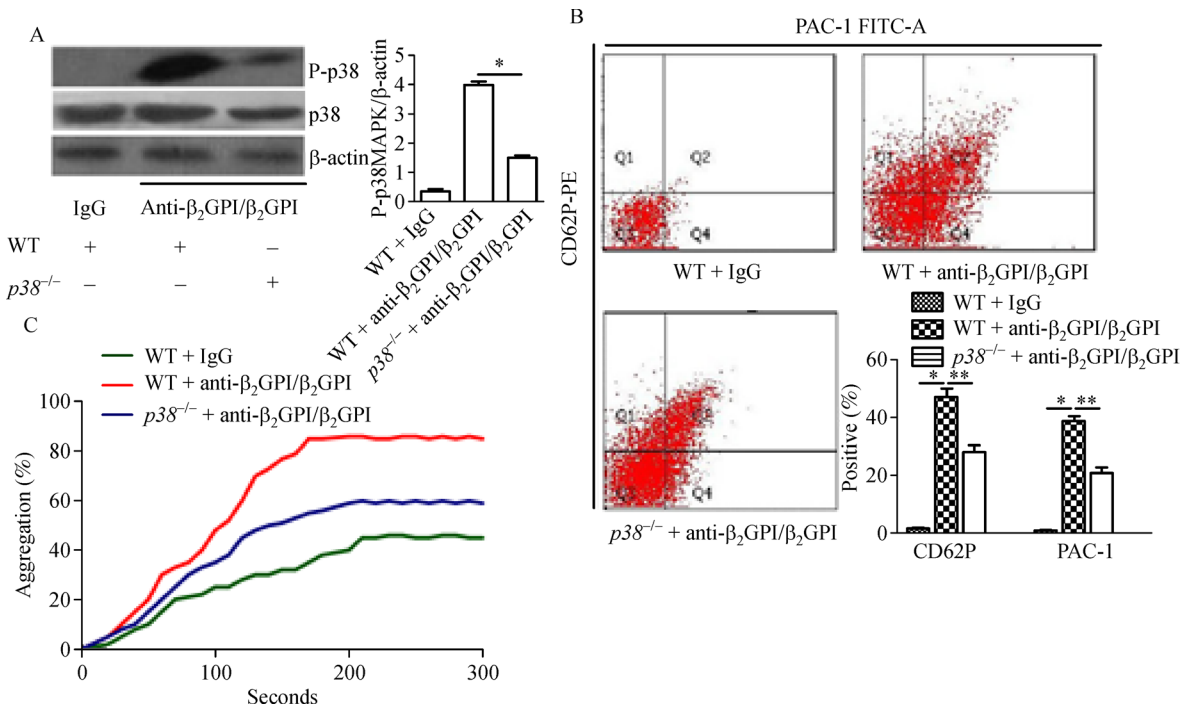 A
P-p38
p38
β-actin
IgG
Anti-β₂GPI/β₂GPI
WT + + –
p38⁻/⁻ – – +
P-p38MAPK/β-actin
5
4
3
2
1
0
*
WT + IgG
WT + anti-β₂GPI/β₂GPI
p38⁻/⁻ + anti-β₂GPI/β₂GPI
B
PAC-1 FITC-A
CD62P-PE
Q1 Q2
Q4
WT + IgG
Q1
Q4
WT + anti-β₂GPI/β₂GPI
Q1
Q4
p38⁻/⁻ + anti-β₂GPI/β₂GPI
WT + IgG
WT + anti-β₂GPI/β₂GPI
p38⁻/⁻ + anti-β₂GPI/β₂GPI
Positive (%)
60
40
20
0
* **
* **
CD62P PAC-1
C
WT + IgG
WT + anti-β₂GPI/β₂GPI
p38⁻/⁻ + anti-β₂GPI/β₂GPI
Aggregation (%)
100
80
60
40
20
0
0 100 200 300
Seconds